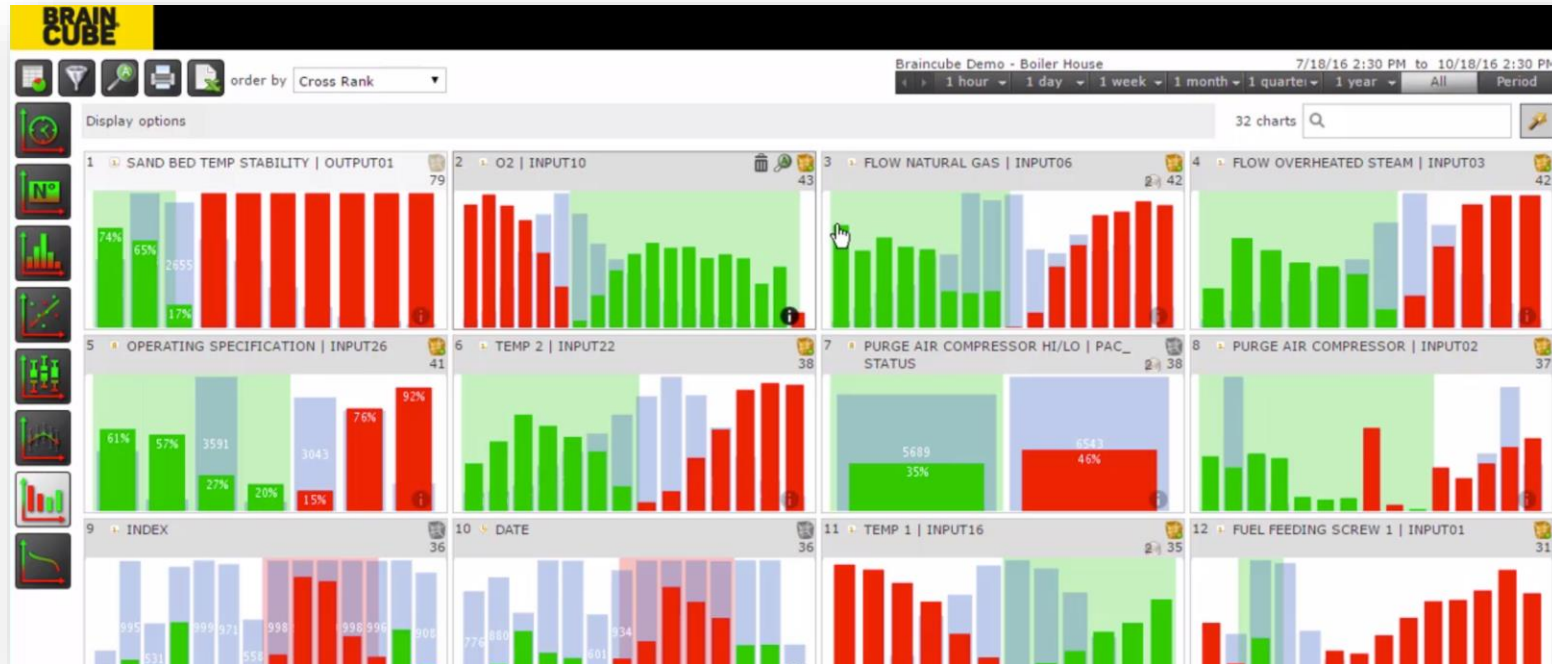 BRAIN
CUBE
order by Cross Rank
Braincube Demo - Boiler House 7/18/16 2:30 PM to 10/18/16 2:30 PM
1 hour 1 day 1 week 1 month 1 quarter 1 year All Period
Display options
32 charts
1 SAND BED TEMP STABILITY | OUTPUT01
79
74%
65%
2655
17%
2 O2 | INPUT10
43
3 FLOW NATURAL GAS | INPUT06
2 42
4 FLOW OVERHEATED STEAM | INPUT03
42
N°
5 OPERATING SPECIFICATION | INPUT26
41
61%
57%
3591
27%
20%
3043
15%
76%
92%
6 TEMP 2 | INPUT22
38
7 PURGE AIR COMPRESSOR HI/LO | PAC_
STATUS
2 38
5689
35%
6543
46%
8 PURGE AIR COMPRESSOR | INPUT02
37
9 INDEX
36
995
531
999
971
558
998
998
996
908
10 DATE
36
776
880
601
934
11 TEMP 1 | INPUT16
2 35
12 FUEL FEEDING SCREW 1 | INPUT01
31